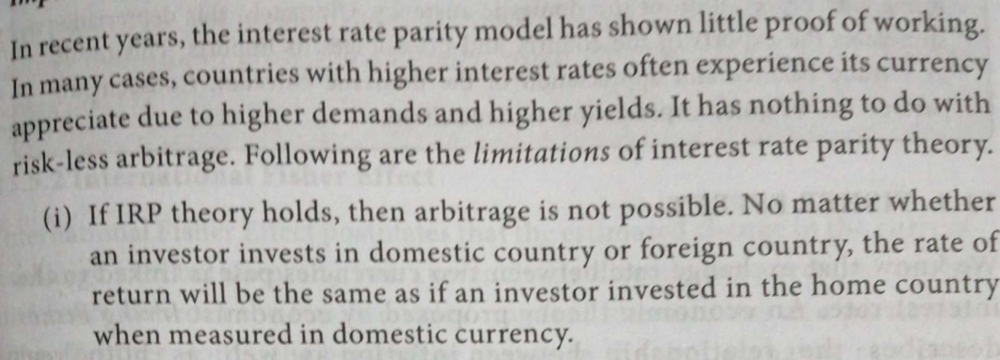 In recent years, the interest rate parity model has shown little proof of working.
In many cases, countries with higher interest rates often experience its currency
appreciate due to higher demands and higher yields. It has nothing to do with
risk-less arbitrage. Following are the limitations of interest rate parity theory.
(i) If IRP theory holds, then arbitrage is not possible. No matter whether
an investor invests in domestic country or foreign country, the rate of
return will be the same as if an investor invested in the home country
when measured in domestic currency.